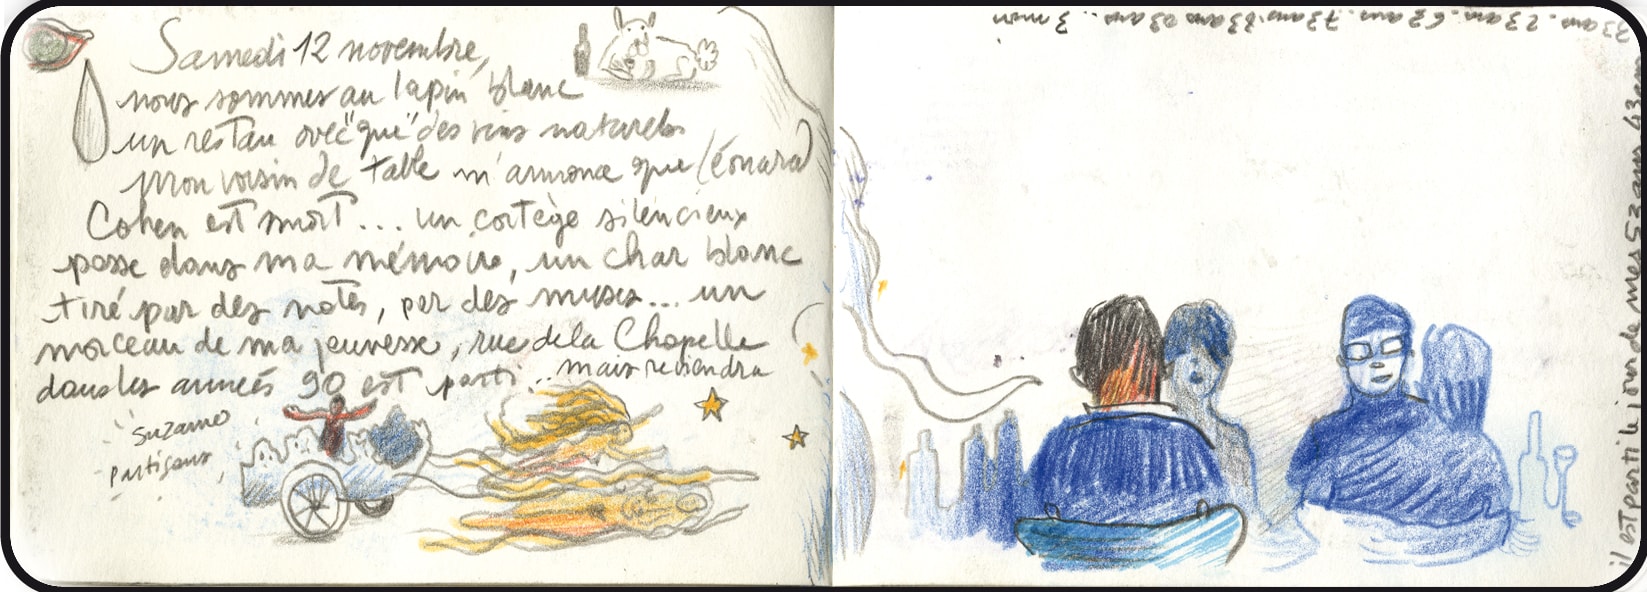 Samedi 12 novembre,
nous sommes au lapin blanc
un restau avec "que" des vins naturels
mon voisin de table m'annonce que Léonard
Cohen est mort... un cortège silencieux
passe dans ma mémoire, un char blanc
tiré par des notes, par des muses... un
morceau de ma jeunesse, rue de la Chapelle
dans les années 90 est parti... mais reviendra
Suzanne
Partisans
il est parti le jour de mes 53 ans, 43 ans,
33 ans. 23 ans. 63 ans. 73 ans. 83 ans 93 ans.. 3 mois